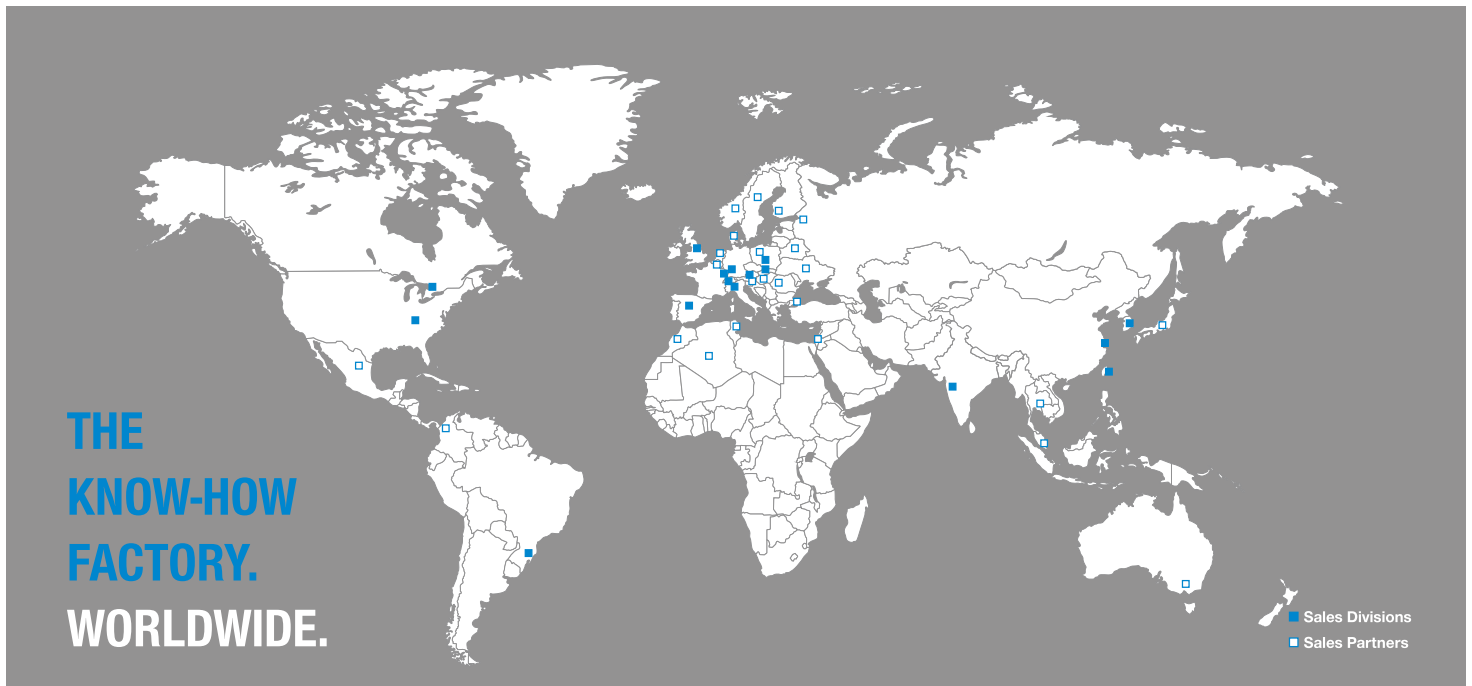 THE
KNOW-HOW
FACTORY.
WORLDWIDE.
Sales Divisions
Sales Partners